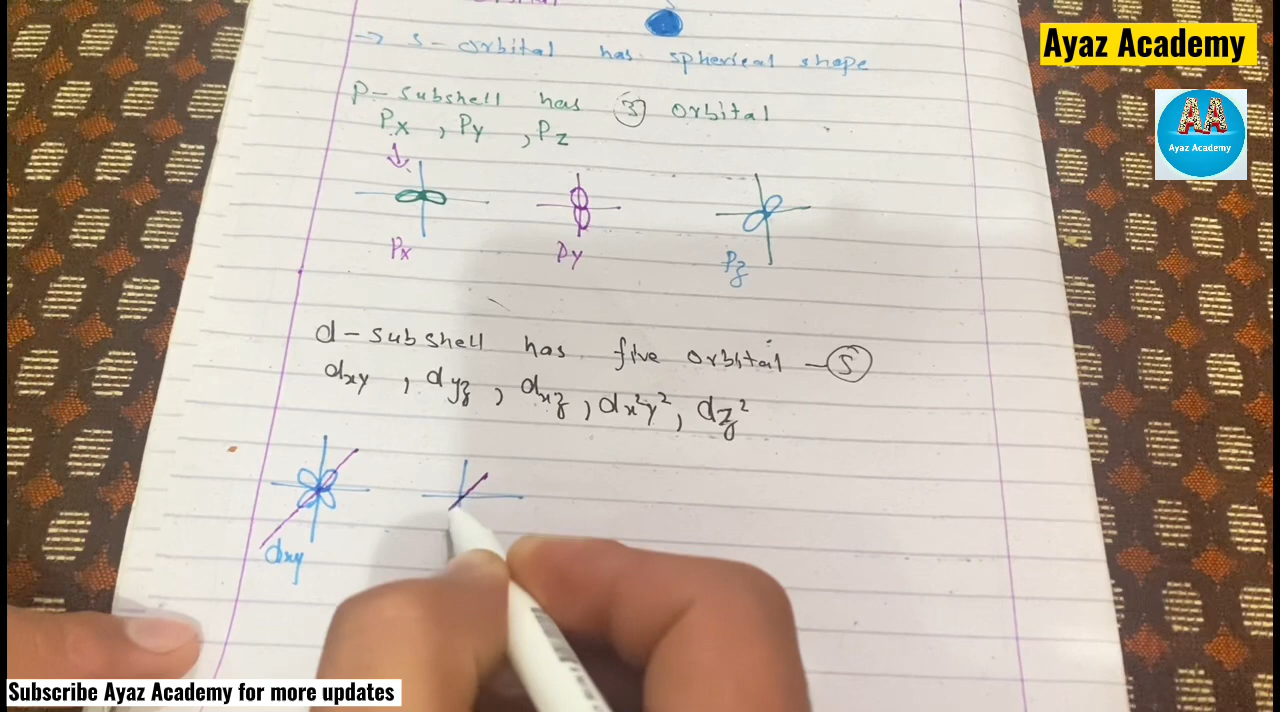 Ayaz Academy
→ s-orbital has spherical shape
AA
Ayaz Academy
P-subshell has 3 orbital
Px , Py , Pz
Px Py Pz
d-subshell has five orbital - 5
dxy , dyz , dxz , dx²y² , dz²
dxy
Subscribe Ayaz Academy for more updates